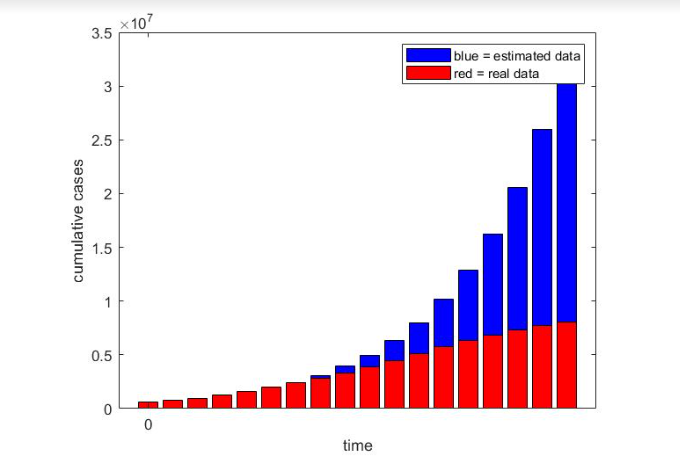 ×10⁷
3.5
3
2.5
2
1.5
1
0.5
0
cumulative cases
blue = estimated data
red = real data
0
time